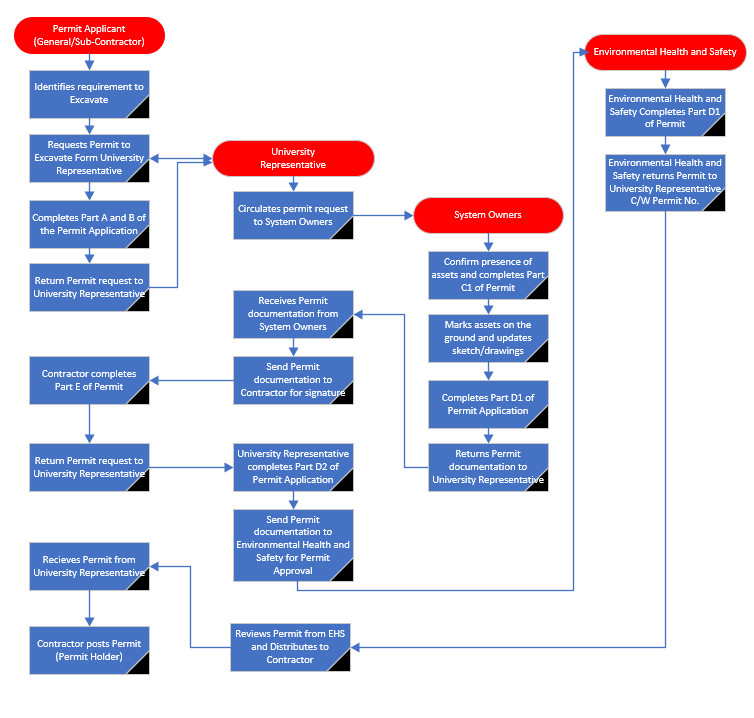 Permit Applicant
(General/Sub-Contractor)
Identifies requirement to
Excavate
Requests Permit to
Excavate Form University
Representative
Completes Part A and B of
the Permit Application
Return Permit request to
University Representative
University
Representative
Circulates permit request
to System Owners
System Owners
Confirm presence of
assets and completes Part
C1 of Permit
Marks assets on the
ground and updates
sketch/drawings
Completes Part D1 of
Permit Application
Returns Permit
documentation to
University Representative
Receives Permit
documentation from
System Owners
Send Permit
documentation to
Contractor for signature
Contractor completes
Part E of Permit
Return Permit request to
University Representative
University Representative
completes Part D2 of
Permit Application
Send Permit
documentation to
Environmental Health and
Safety for Permit
Approval
Environmental Health and Safety
Environmental Health and
Safety Completes Part D1
of Permit
Environmental Health and
Safety returns Permit to
University Representative
C/W Permit No.
Reviews Permit from EHS
and Distributes to
Contractor
Recieves Permit from
University Representative
Contractor posts Permit
(Permit Holder)